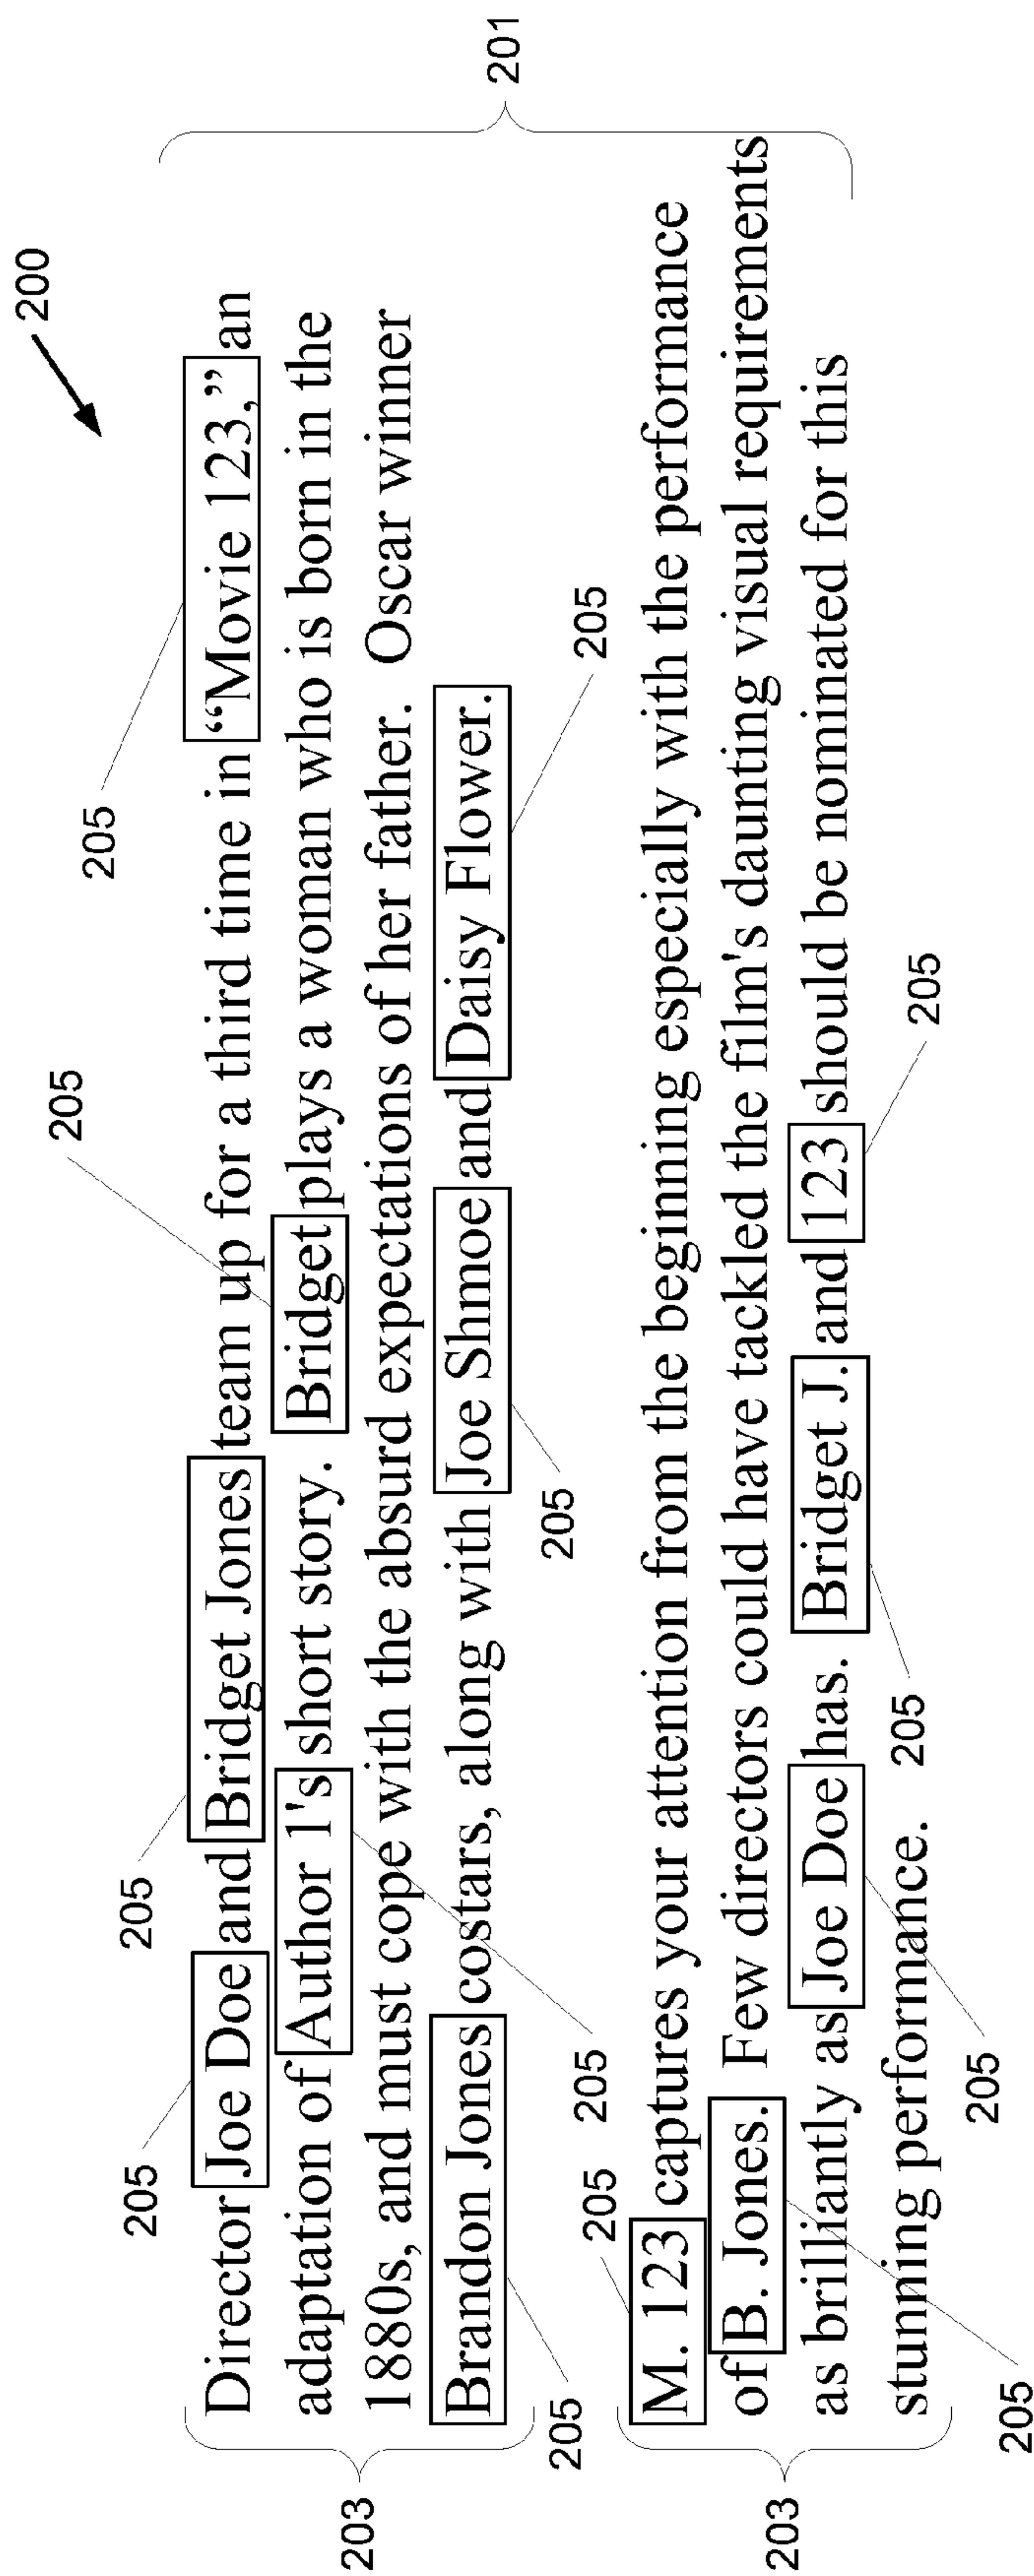 200
205 205 205 205
Director Joe Doe and Bridget Jones team up for a third time in “Movie 123,” an
adaptation of Author 1's short story. Bridget plays a woman who is born in the
1880s, and must cope with the absurd expectations of her father. Oscar winner
Brandon Jones costars, along with Joe Shmoe and Daisy Flower.
203
201
205 205 205 205
205
M. 123 captures your attention from the beginning especially with the performance
of B. Jones. Few directors could have tackled the film's daunting visual requirements
as brilliantly as Joe Doe has. Bridget J. and 123 should be nominated for this
stunning performance.
203
205 205 205 205